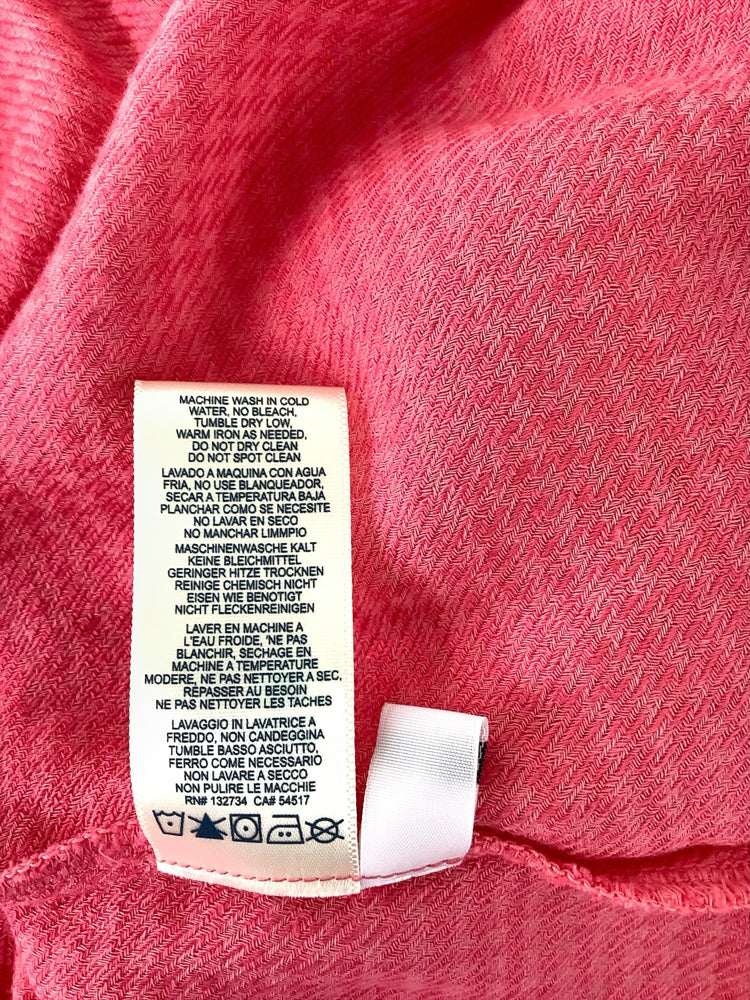 MACHINE WASH IN COLD
WATER, NO BLEACH,
TUMBLE DRY LOW,
WARM IRON AS NEEDED,
DO NOT DRY CLEAN
DO NOT SPOT CLEAN
LAVADO A MAQUINA CON AGUA
FRIA, NO USE BLANQUEADOR,
SECAR A TEMPERATURA BAJA
PLANCHAR COMO SE NECESITE
NO LAVAR EN SECO
NO MANCHAR LIMMPIO
MASCHINENWASCHE KALT
KEINE BLEICHMITTEL
GERINGER HITZE TROCKNEN
REINIGE CHEMISCH NICHT
EISEN WIE BENOTIGT
NICHT FLECKENREINIGEN
LAVER EN MACHINE A
L'EAU FROIDE, 'NE PAS
BLANCHIR, SECHAGE EN
MACHINE A TEMPERATURE
MODERE, NE PAS NETTOYER A SEC,
REPASSER AU BESOIN
NE PAS NETTOYER LES TACHES
LAVAGGIO IN LAVATRICE A
FREDDO, NON CANDEGGINA
TUMBLE BASSO ASCIUTTO,
FERRO COME NECESSARIO
NON LAVARE A SECCO
NON PULIRE LE MACCHIE
RN# 132734 CA# 54517